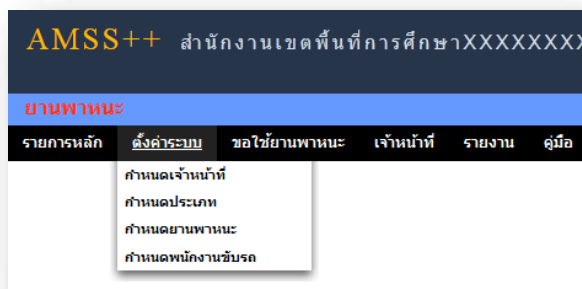 AMSS++ สำนักงานเขตพื้นที่การศึกษาXXXXXXXX
ยานพาหนะ
รายการหลัก ตั้งค่าระบบ ขอใช้ยานพาหนะ เจ้าหน้าที่ รายงาน คู่มือ
กำหนดเจ้าหน้าที่
กำหนดประเภท
กำหนดยานพาหนะ
กำหนดพนักงานขับรถ